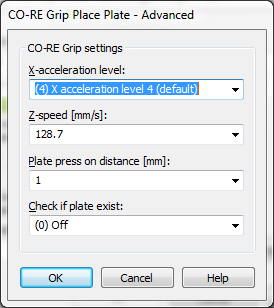 CO-RE Grip Place Plate - Advanced
CO-RE Grip settings
X-acceleration level:
(4) X acceleration level 4 (default)
Z-speed [mm/s]:
128.7
Plate press on distance [mm]:
1
Check if plate exist:
(0) Off
OK
Cancel
Help